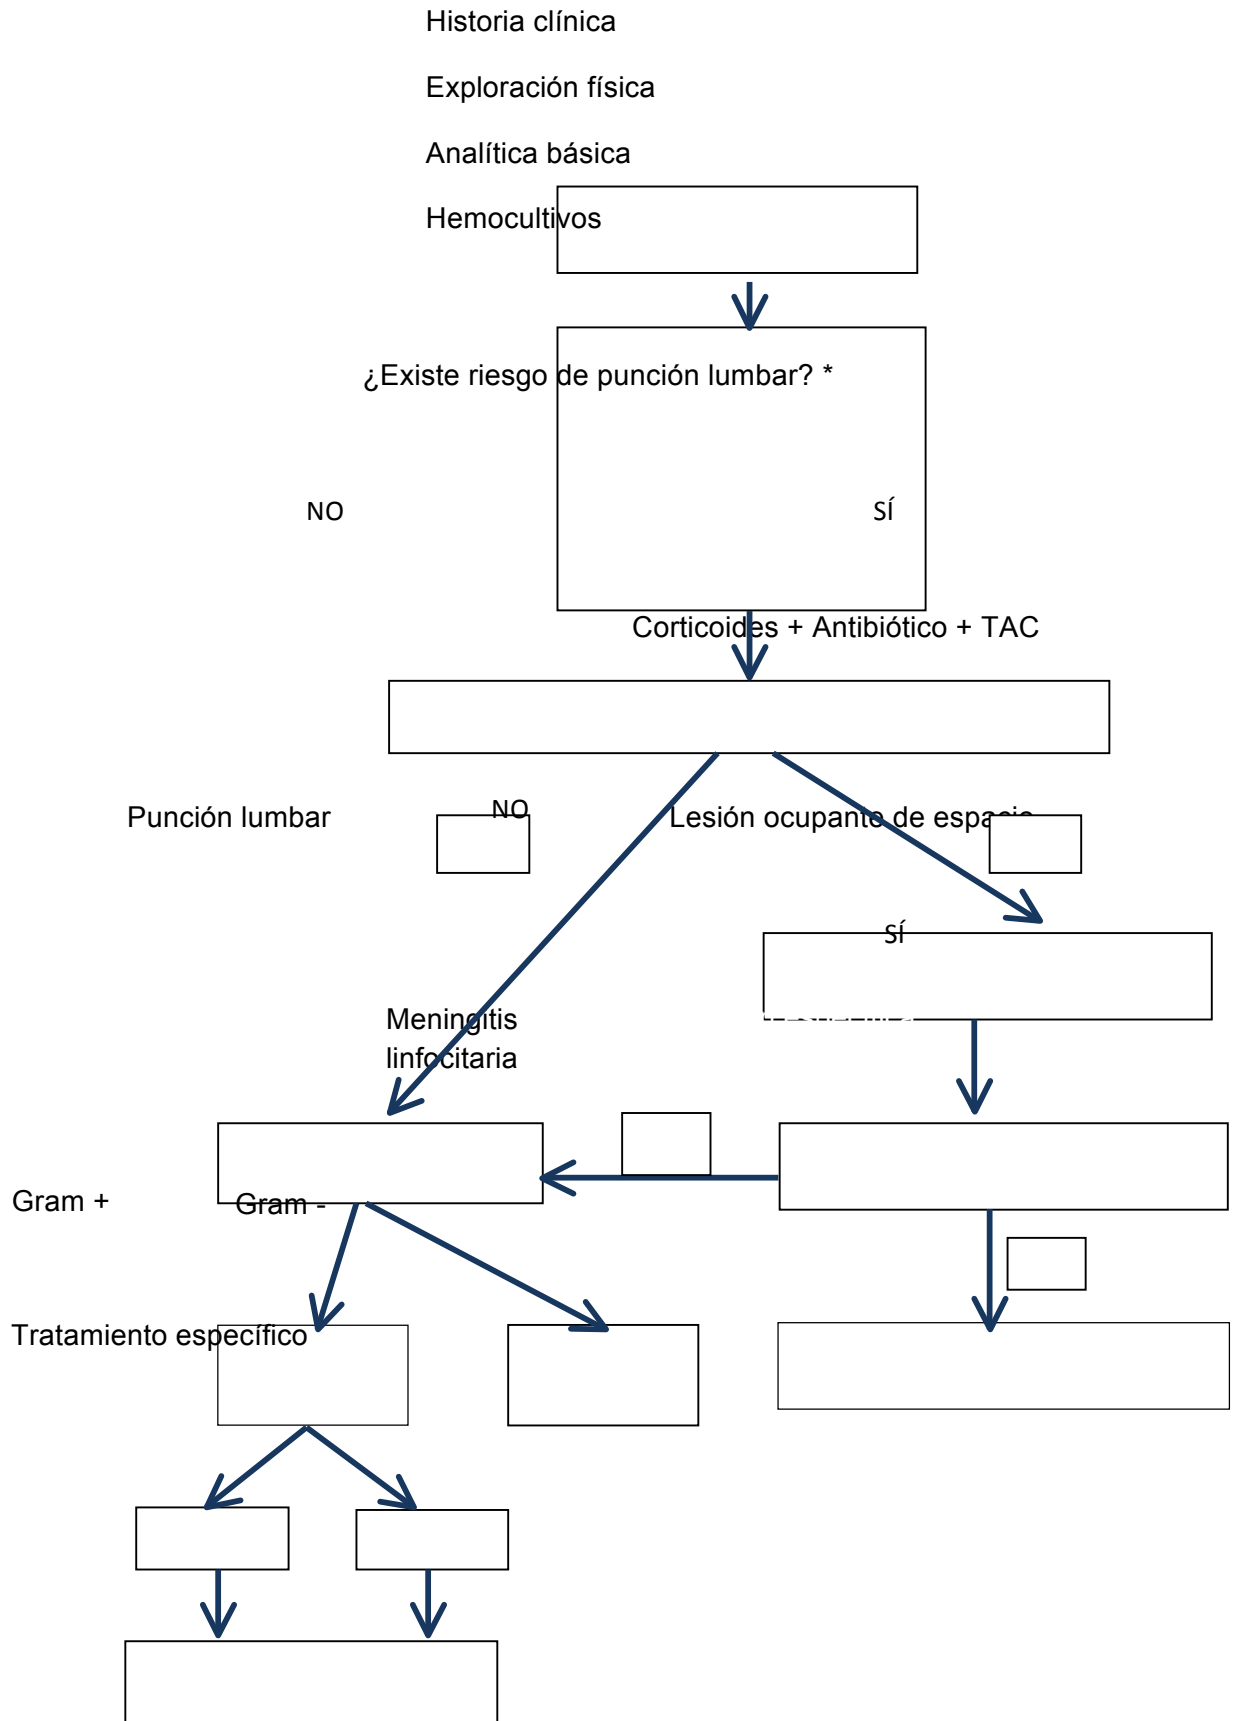 Historia clínica
Exploración física
Analítica básica
Hemocultivos
¿Existe riesgo de punción lumbar? *
NO
SÍ
Corticoides + Antibiótico + TAC
Punción lumbar
NO
Lesión ocupante de espacio
SÍ
Meningitis
linfocitaria
Gram +
Gram -
Tratamiento específico